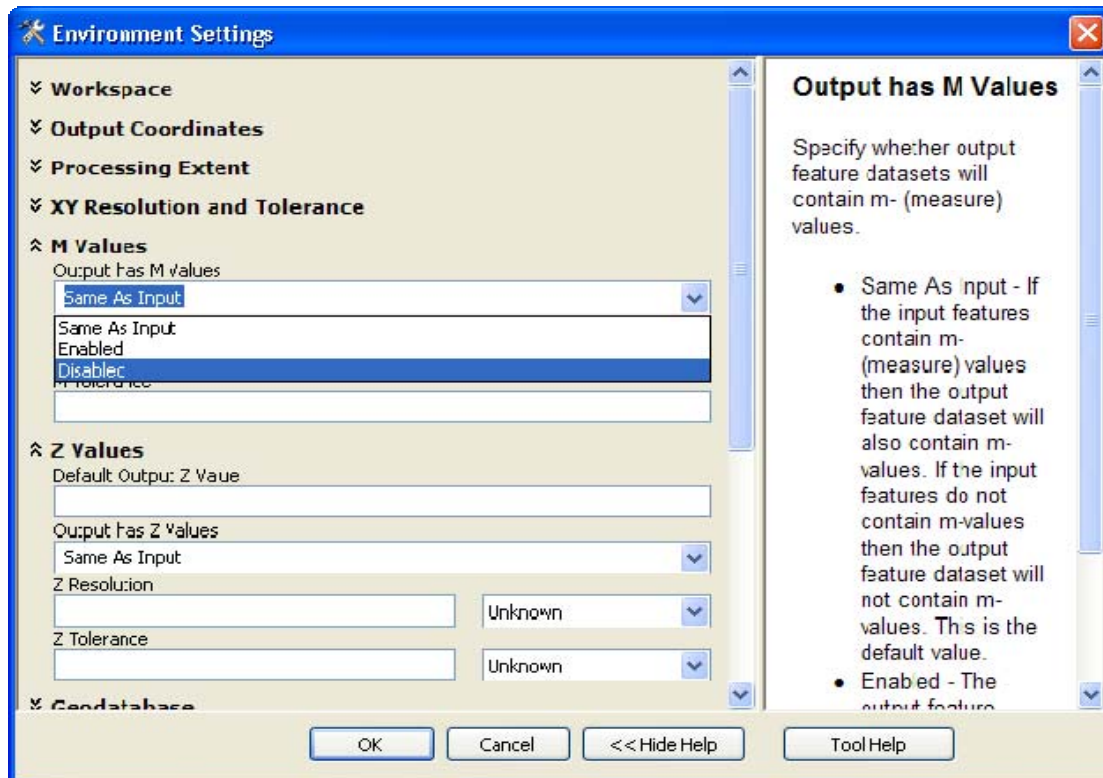 Environment Settings
Workspace
Output Coordinates
Processing Extent
XY Resolution and Tolerance
M Values
Output has M Values
Same As Input
Same As Input
Enabled
Disabled
M Tolerance
Z Values
Default Output Z Value
Output has Z Values
Same As Input
Z Resolution
Unknown
Z Tolerance
Unknown
Geodatabase
Output has M Values
Specify whether output
feature datasets will
contain m- (measure)
values.
● Same As Input - If
the input features
contain m-
(measure) values
then the output
feature dataset will
also contain m-
values. If the input
features do not
contain m-values
then the output
feature dataset will
not contain m-
values. This is the
default value.
● Enabled - The
output feature
OK
Cancel
<< Hide Help
Tool Help